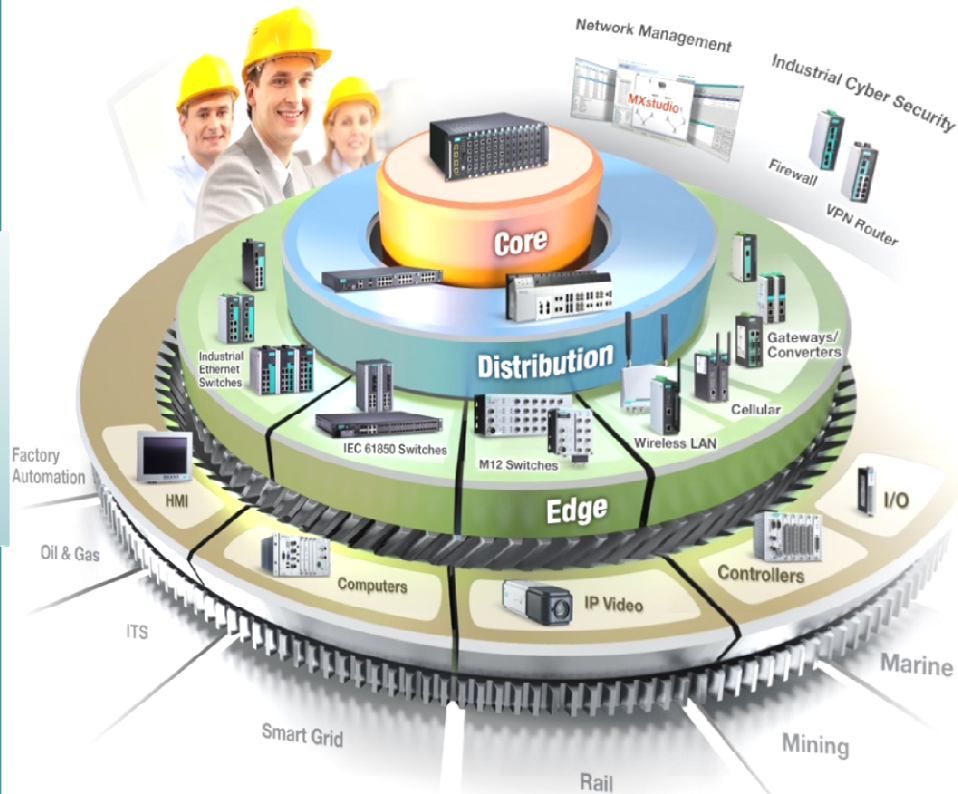 Network Management
MXstudio
Industrial Cyber Security
Firewall
VPN Router
Core
Distribution
Industrial
Ethernet
Switches
IEC 61850 Switches
M12 Switches
Wireless LAN
Cellular
Gateways/
Converters
Edge
HMI
Computers
IP Video
Controllers
I/O
Factory
Automation
Oil & Gas
ITS
Smart Grid
Rail
Mining
Marine